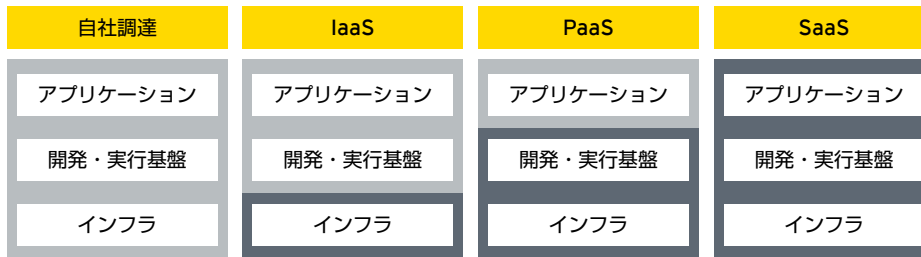 自社調達
IaaS
PaaS
SaaS
アプリケーション
アプリケーション
アプリケーション
アプリケーション
開発・実行基盤
開発・実行基盤
開発・実行基盤
開発・実行基盤
インフラ
インフラ
インフラ
インフラ